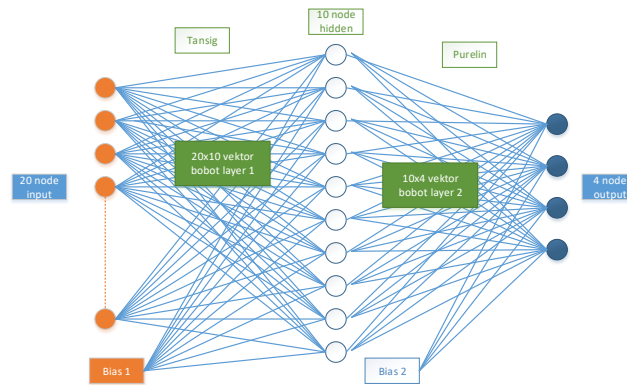 10 node
hidden
Tansig
Purelin
20x10 vektor
bobot layer 1
10x4 vektor
bobot layer 2
20 node
input
4 node
output
Bias 1
Bias 2